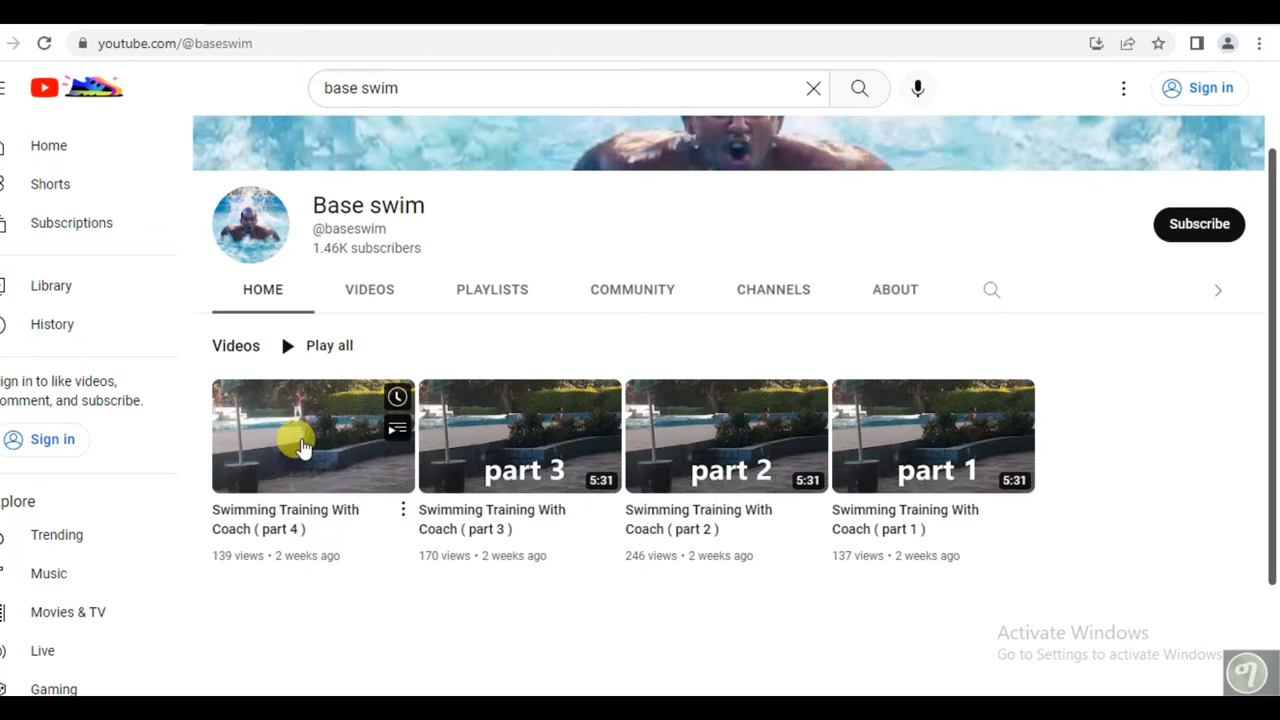 youtube.com/@baseswim
base swim
Sign in
Home
Shorts
Subscriptions
Library
History
ign in to like videos,
omment, and subscribe.
Sign in
plore
Trending
Music
Movies & TV
Live
Gaming
Base swim
@baseswim
1.46K subscribers
Subscribe
HOME VIDEOS PLAYLISTS COMMUNITY CHANNELS ABOUT
Videos Play all
part 3 5:31
part 2 5:31
part 1 5:31
Swimming Training With
Coach ( part 4 )
139 views • 2 weeks ago
Swimming Training With
Coach ( part 3 )
170 views • 2 weeks ago
Swimming Training With
Coach ( part 2 )
246 views • 2 weeks ago
Swimming Training With
Coach ( part 1 )
137 views • 2 weeks ago
Activate Windows
Go to Settings to activate Windows